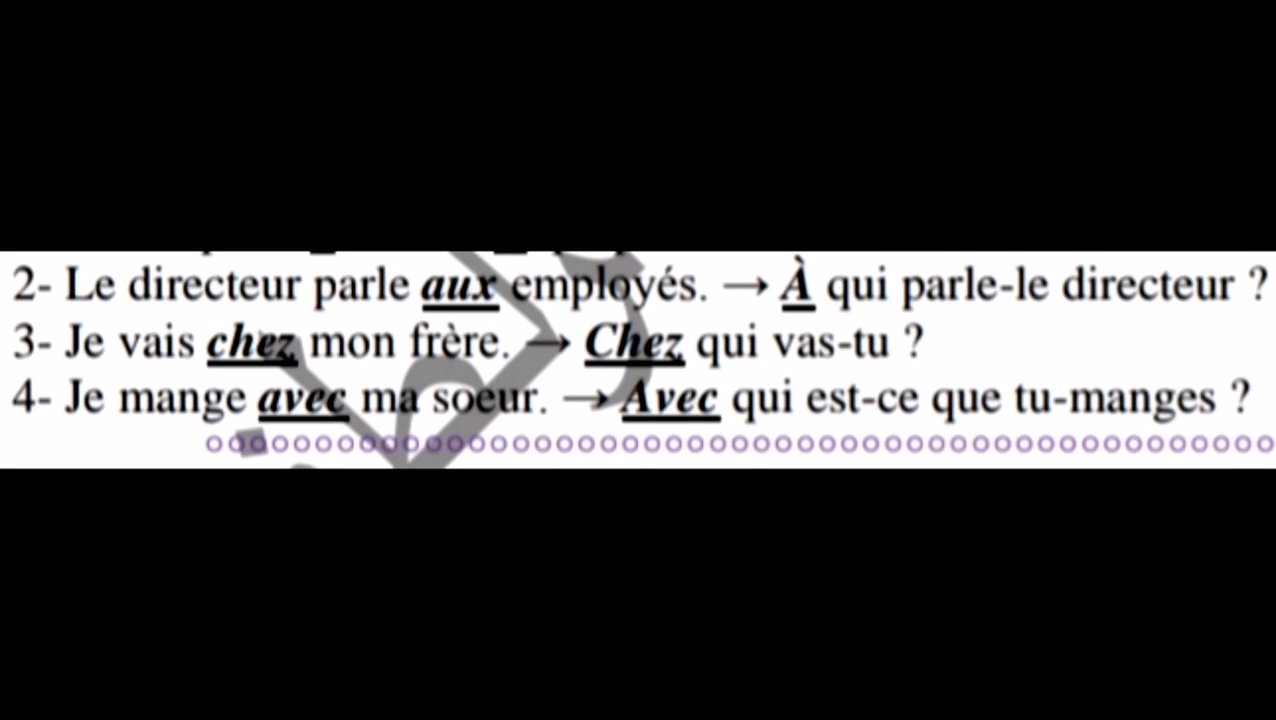 2- Le directeur parle aux employés. → À qui parle-le directeur ?
3- Je vais chez mon frère. → Chez qui vas-tu ?
4- Je mange avec ma soeur. → Avec qui est-ce que tu-manges ?